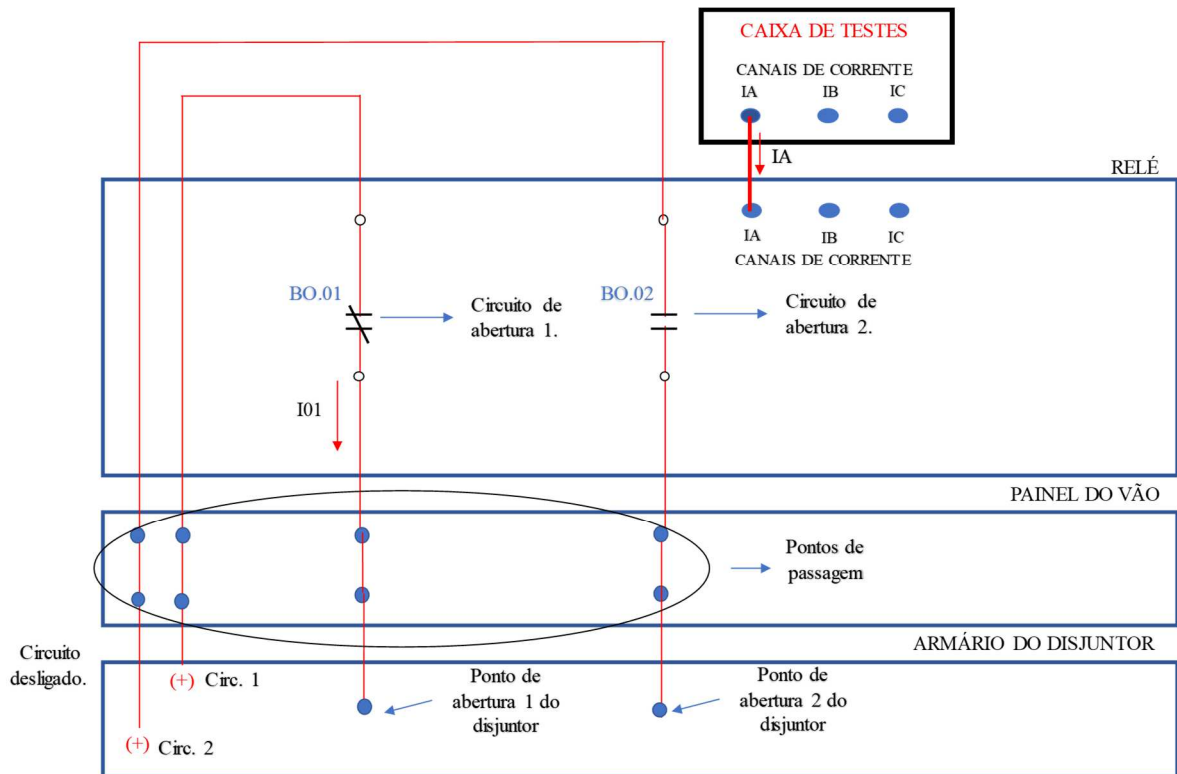 CAIXA DE TESTES
CANAIS DE CORRENTE
IA IB IC
IA
RELÉ
IA IB IC
CANAIS DE CORRENTE
BO.01
Circuito de
abertura 1.
BO.02
Circuito de
abertura 2.
I01
PAINEL DO VÃO
Pontos de
passagem
ARMÁRIO DO DISJUNTOR
Circuito
desligado.
(+) Circ. 1
Ponto de
abertura 1 do
disjuntor
Ponto de
abertura 2 do
disjuntor
(+) Circ. 2